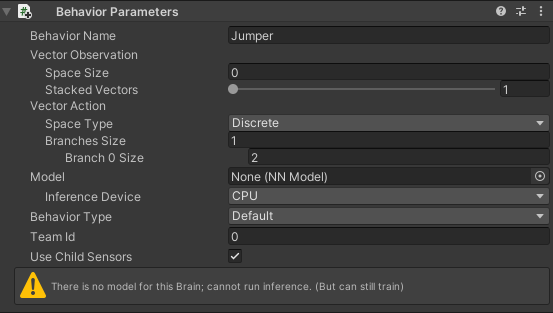 Behavior Parameters
Behavior Name Jumper
Vector Observation
Space Size 0
Stacked Vectors 1
Vector Action
Space Type Discrete
Branches Size 1
Branch 0 Size 2
Model None (NN Model)
Inference Device CPU
Behavior Type Default
Team Id 0
Use Child Sensors
There is no model for this Brain; cannot run inference. (But can still train)